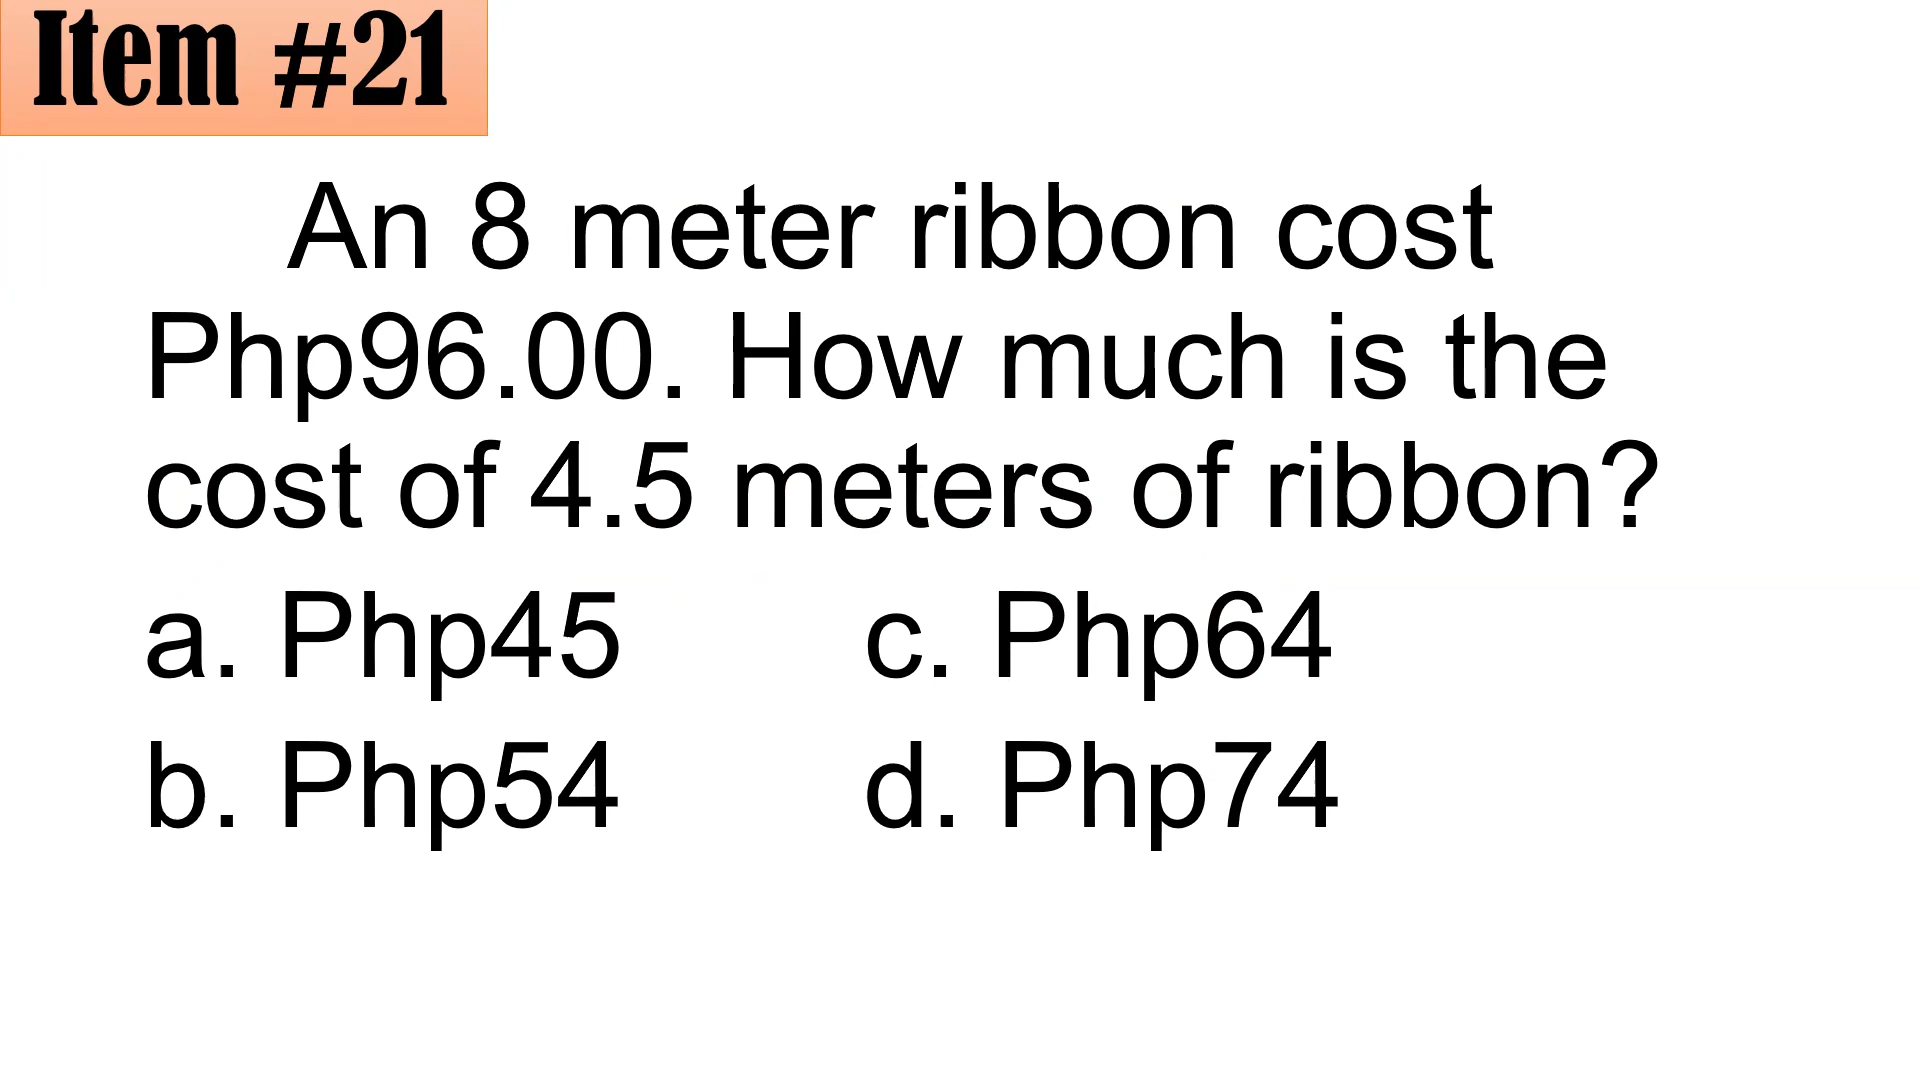 Item #21
An 8 meter ribbon cost
Php96.00. How much is the
cost of 4.5 meters of ribbon?
a. Php45 c. Php64
b. Php54 d. Php74